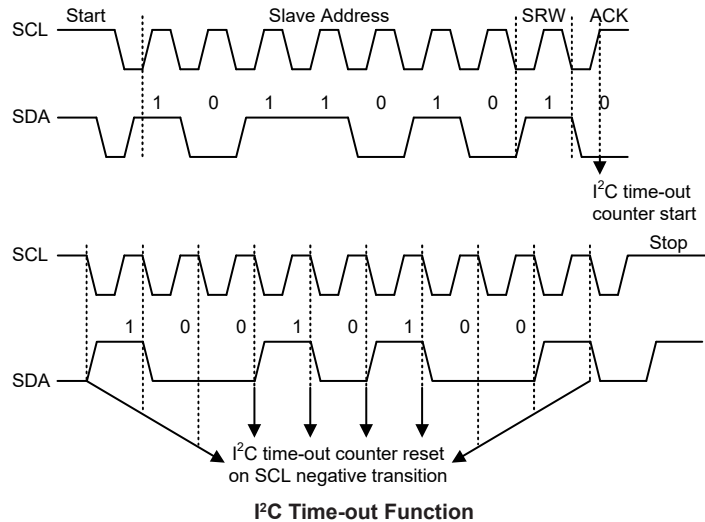 Start Slave Address SRW ACK
SCL
1 0 1 1 0 1 0 1 0
SDA
I²C time-out
counter start
Stop
SCL
1 0 0 1 0 1 0 0
SDA
I²C time-out counter reset
on SCL negative transition
I²C Time-out Function